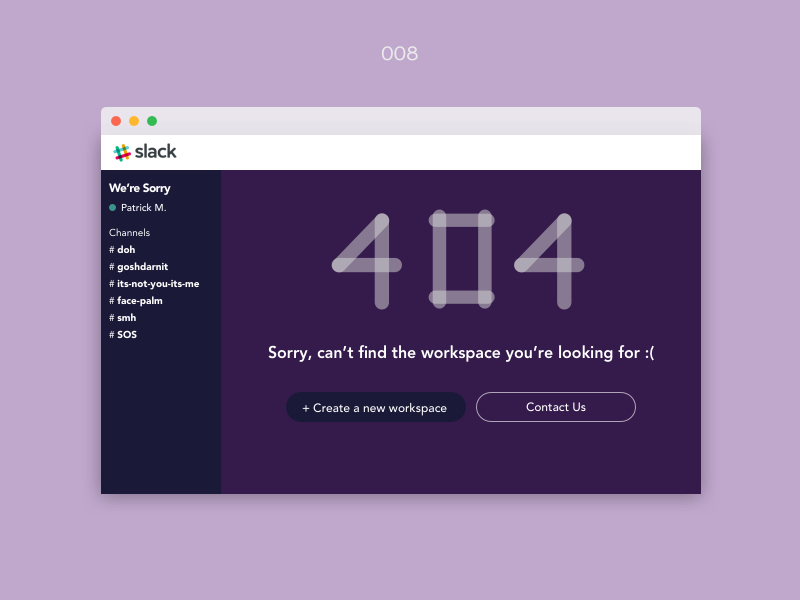 008
slack
We're Sorry
Patrick M.
Channels
# doh
# goshdarnit
# its-not-you-its-me
# face-palm
# smh
# SOS
404
Sorry, can't find the workspace you're looking for :(
+ Create a new workspace
Contact Us